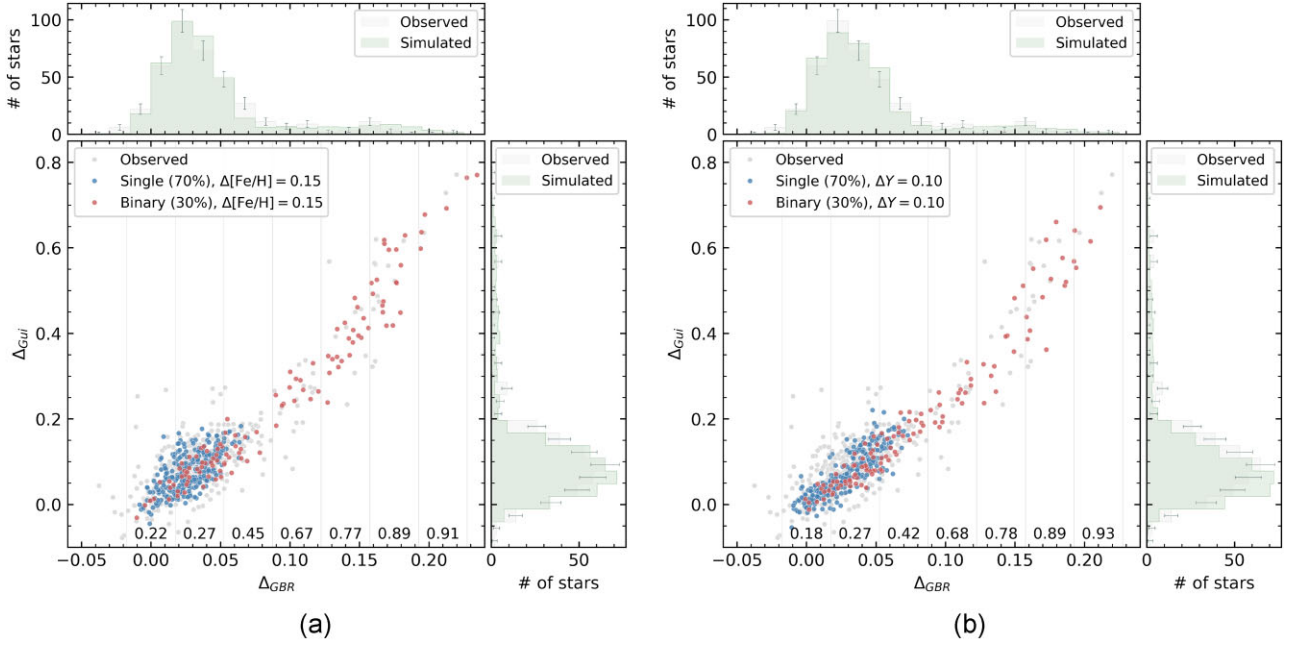 # of stars
100
50
0
Observed
Simulated
Δ_GBR
Δ_Gui
0.8
0.6
0.4
0.2
0.0
Observed
Single (70%), Δ[Fe/H] = 0.15
Binary (30%), Δ[Fe/H] = 0.15
0.22 0.27 0.45 0.67 0.77 0.89 0.91
−0.05 0.00 0.05 0.10 0.15 0.20
Observed
Simulated
0 50
# of stars
(a)
# of stars
100
50
0
Observed
Simulated
Δ_Gui
0.8
0.6
0.4
0.2
0.0
Observed
Single (70%), ΔY = 0.10
Binary (30%), ΔY = 0.10
0.18 0.27 0.42 0.68 0.78 0.89 0.93
−0.05 0.00 0.05 0.10 0.15 0.20
Δ_GBR
Observed
Simulated
0 50
# of stars
(b)